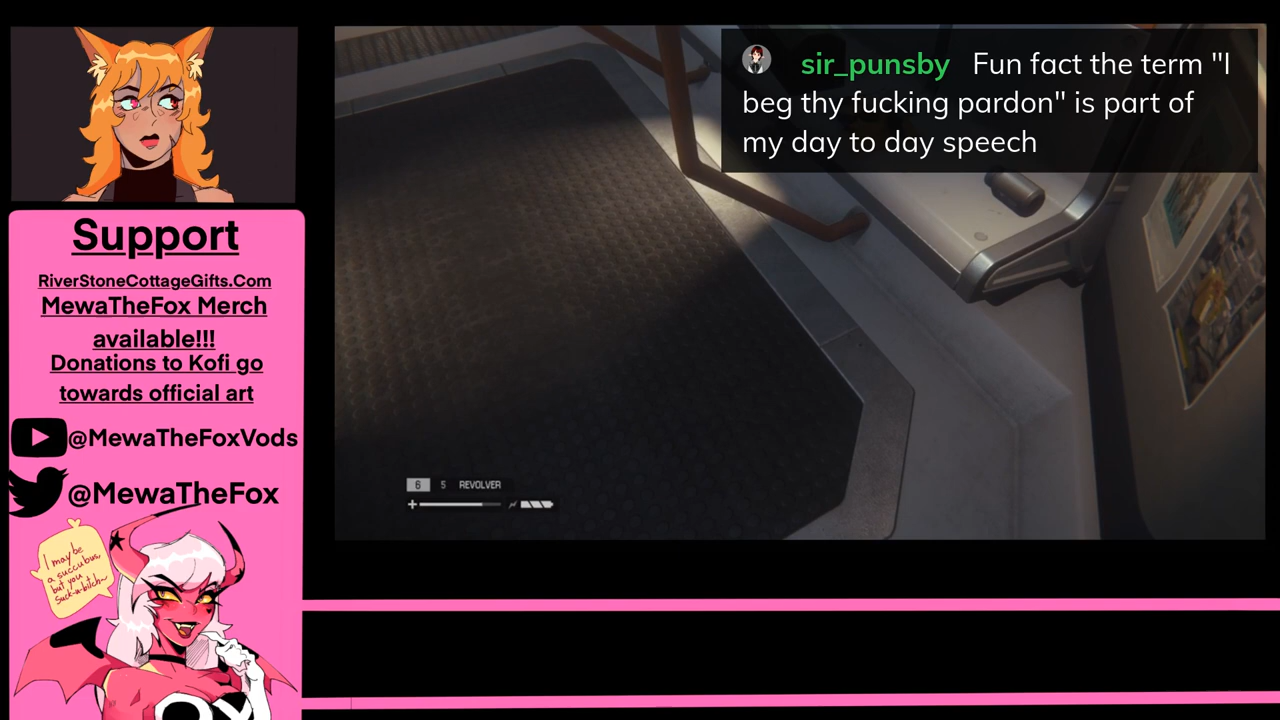 sir_punsby Fun fact the term "I
beg thy fucking pardon" is part of
my day to day speech
Support
RiverStoneCottageGifts.Com
MewaTheFox Merch
available!!!
Donations to Kofi go
towards official art
@MewaTheFoxVods
@MewaTheFox
I may be
a succubus,
but you
suck-a-bitch~
6 5 REVOLVER